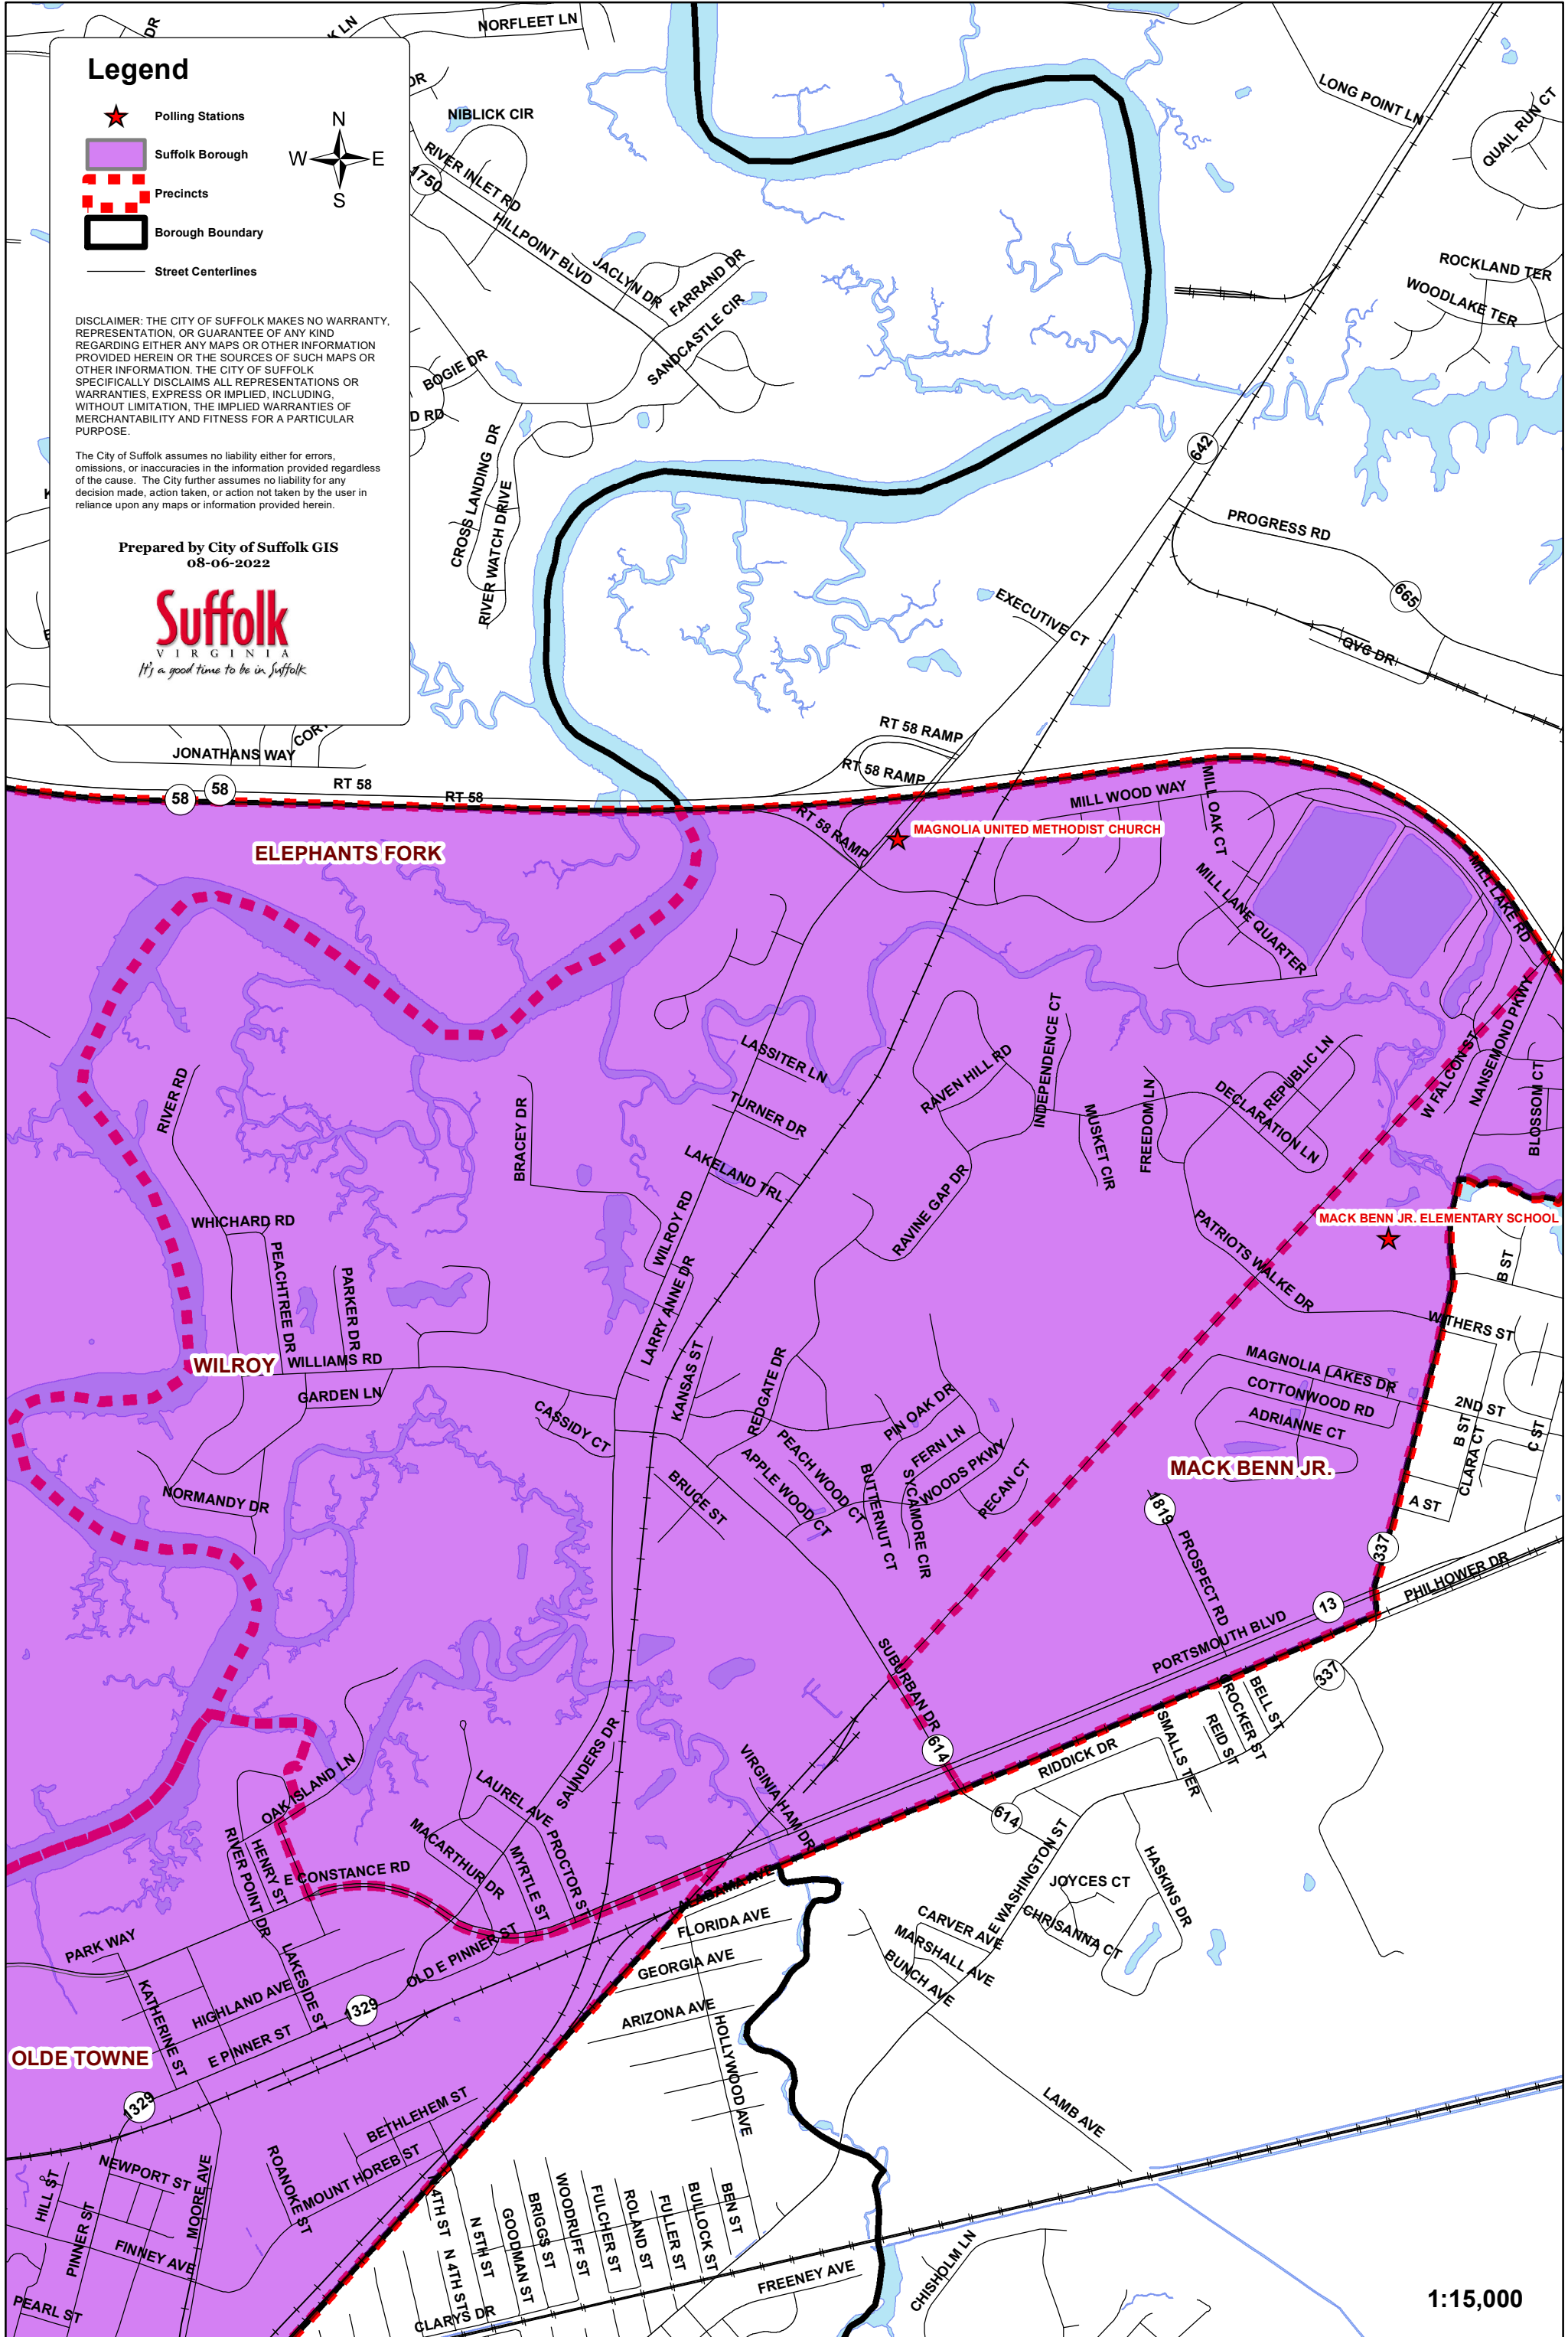 Legend
Polling Stations
Suffolk Borough
Precincts
Borough Boundary
Street Centerlines
N
W E
S
DISCLAIMER: THE CITY OF SUFFOLK MAKES NO WARRANTY,
REPRESENTATION, OR GUARANTEE OF ANY KIND
REGARDING EITHER ANY MAPS OR OTHER INFORMATION
PROVIDED HEREIN OR THE SOURCES OF SUCH MAPS OR
OTHER INFORMATION. THE CITY OF SUFFOLK
SPECIFICALLY DISCLAIMS ALL REPRESENTATIONS OR
WARRANTIES, EXPRESS OR IMPLIED, INCLUDING,
WITHOUT LIMITATION, THE IMPLIED WARRANTIES OF
MERCHANTABILITY AND FITNESS FOR A PARTICULAR
PURPOSE.
The City of Suffolk assumes no liability either for errors,
omissions, or inaccuracies in the information provided regardless
of the cause. The City further assumes no liability for any
decision made, action taken, or action not taken by the user in
reliance upon any maps or information provided herein.
Prepared by City of Suffolk GIS
08-06-2022
Suffolk
VIRGINIA
It's a good time to be in Suffolk
DR
K LN
NORFLEET LN
DR
NIBLICK CIR
RIVER INLET RD
1750
HILLPOINT BLVD
JACLYN DR
FARRAND DR
SANDCASTLE CIR
BOGIE DR
D RD
CROSS LANDING DR
RIVER WATCH DRIVE
LONG POINT LN
QUAIL RUN CT
ROCKLAND TER
WOODLAKE TER
642
PROGRESS RD
665
QVC DR
EXECUTIVE CT
JONATHANS WAY
CORT
58
58
RT 58
RT 58
RT 58 RAMP
RT 58 RAMP
RT 58 RAMP
MAGNOLIA UNITED METHODIST CHURCH
MILL WOOD WAY
MILL OAK CT
MILL LAKE RD
MILL LANE QUARTER
ELEPHANTS FORK
W FALCON ST
NANSEMOND PKWY
BLOSSOM CT
LASSITER LN
TURNER DR
LAKELAND TRL
RAVEN HILL RD
INDEPENDENCE CT
MUSKET CIR
FREEDOM LN
REPUBLIC LN
DECLARATION LN
RIVER RD
BRACEY DR
WILROY RD
LARRY ANNE DR
RAVINE GAP DR
PATRIOTS WALKE DR
MACK BENN JR. ELEMENTARY SCHOOL
B ST
WITHERS ST
WHICHARD RD
PEACHTREE DR
PARKER DR
WILROY
WILLIAMS RD
GARDEN LN
KANSAS ST
REDGATE DR
CASSIDY CT
MAGNOLIA LAKES DR
COTTONWOOD RD
ADRIANNE CT
2ND ST
B ST
CLARA CT
C ST
A ST
MACK BENN JR.
PIN OAK DR
FERN LN
WOODS PKWY
PEACH WOOD CT
APPLE WOOD CT
BUTTERNUT CT
SYCAMORE CIR
PECAN CT
BRUCE ST
NORMANDY DR
1819
PROSPECT RD
337
13
PHILHOWER DR
PORTSMOUTH BLVD
SUBURBAN DR
614
337
BELL ST
CROCKER ST
REID ST
SMALLS TER
RIDDICK DR
614
OAK ISLAND LN
LAUREL AVE
SAUNDERS DR
VIRGINIA HAM DR
MACARTHUR DR
MYRTLE ST
PROCTOR ST
HENRY ST
RIVER POINT DR
E CONSTANCE RD
ALABAMA AVE
E WASHINGTON ST
HASKINS DR
JOYCES CT
CHRISANNA CT
CARVER AVE
MARSHALL AVE
BUNCH AVE
FLORIDA AVE
GEORGIA AVE
ARIZONA AVE
HOLLYWOOD AVE
PARK WAY
KATHERINE ST
LAKESIDE ST
HIGHLAND AVE
OLD E PINNER ST
1329
E PINNER ST
OLDE TOWNE
1329
BETHLEHEM ST
MOUNT HOREB ST
ROANOKE ST
NEWPORT ST
HILL ST
PINNER ST
MOORE AVE
FINNEY AVE
PEARL ST
4TH ST
N 4TH ST
N 5TH ST
GOODMAN ST
BRIGGS ST
WOODRUFF ST
FULCHER ST
ROLAND ST
FULLER ST
BULLOCK ST
BEN ST
CLARYS DR
FREENEY AVE
CHISHOLM LN
LAMB AVE
1:15,000